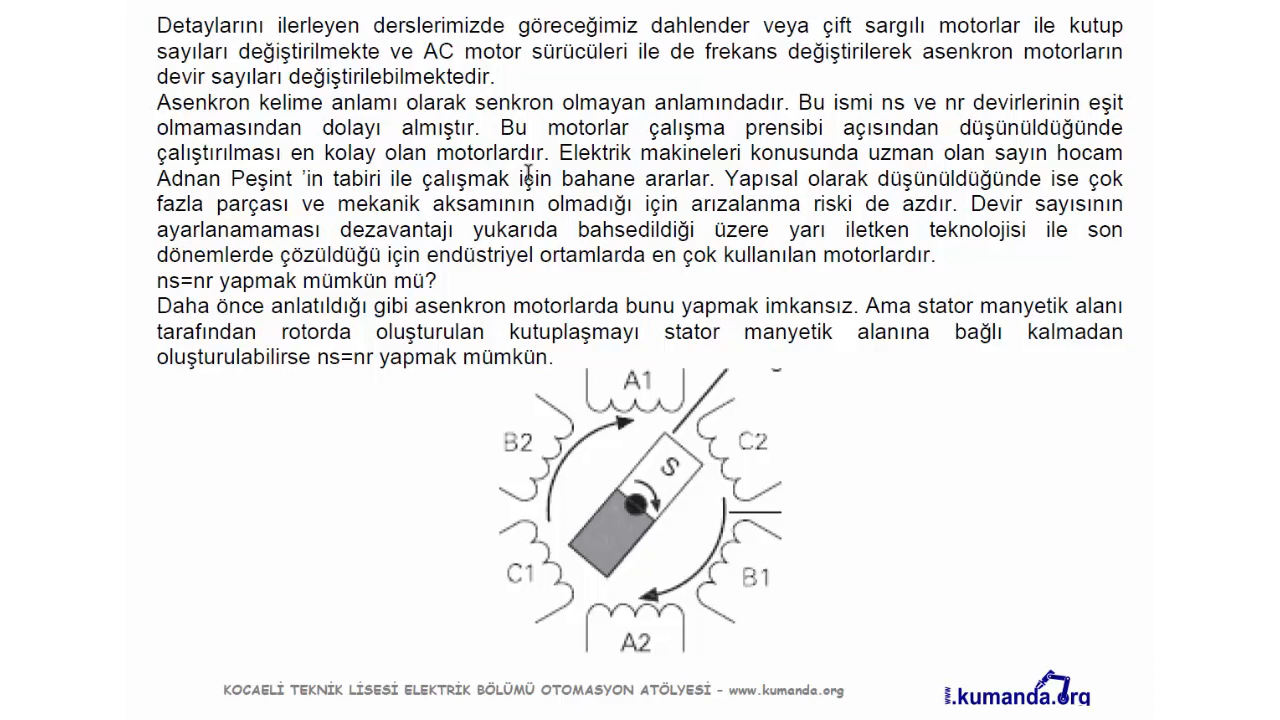 Detaylarını ilerleyen derslerimizde göreceğimiz dahlender veya çift sargılı motorlar ile kutup
sayıları değiştirilmekte ve AC motor sürücüleri ile de frekans değiştirilerek asenkron motorların
devir sayıları değiştirilebilmektedir.
Asenkron kelime anlamı olarak senkron olmayan anlamındadır. Bu ismi ns ve nr devirlerinin eşit
olmamasından dolayı almıştır. Bu motorlar çalışma prensibi açısından düşünüldüğünde
çalıştırılması en kolay olan motorlardır. Elektrik makineleri konusunda uzman olan sayın hocam
Adnan Peşint 'in tabiri ile çalışmak için bahane ararlar. Yapısal olarak düşünüldüğünde ise çok
fazla parçası ve mekanik aksamının olmadığı için arızalanma riski de azdır. Devir sayısının
ayarlanamaması dezavantajı yukarıda bahsedildiği üzere yarı iletken teknolojisi ile son
dönemlerde çözüldüğü için endüstriyel ortamlarda en çok kullanılan motorlardır.
ns=nr yapmak mümkün mü?
Daha önce anlatıldığı gibi asenkron motorlarda bunu yapmak imkansız. Ama stator manyetik alanı
tarafından rotorda oluşturulan kutuplaşmayı stator manyetik alanına bağlı kalmadan
oluşturulabilirse ns=nr yapmak mümkün.
A1
B2
C2
S
C1
B1
A2
KOCAELİ TEKNİK LİSESİ ELEKTRİK BÖLÜMÜ OTOMASYON ATÖLYESİ - www.kumanda.org
www.kumanda.org